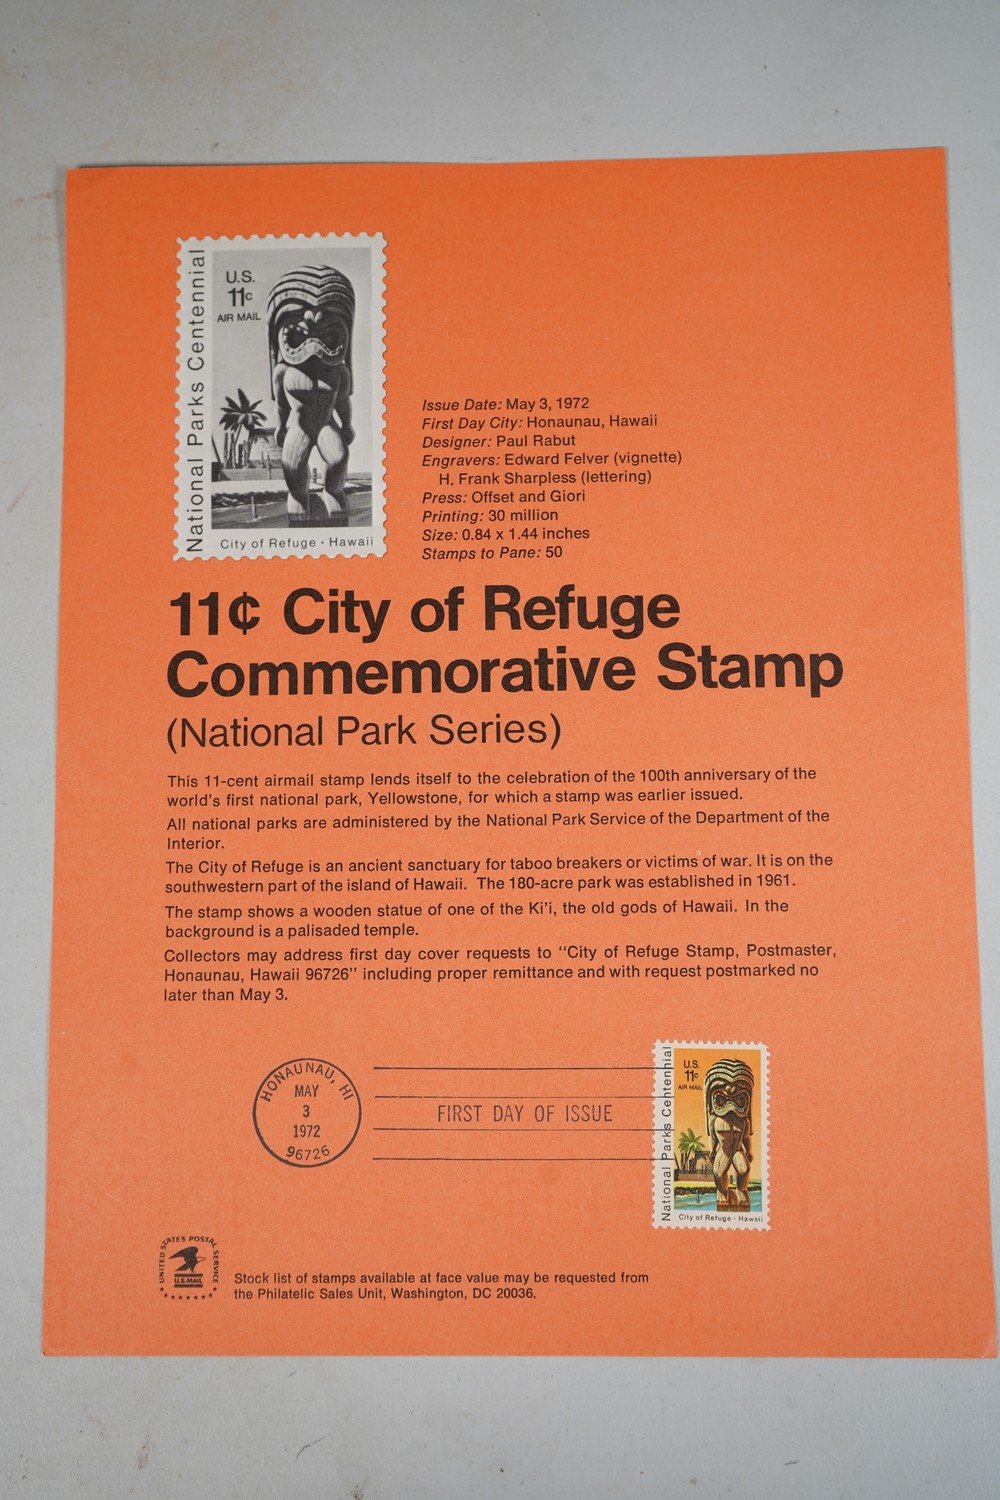 National Parks Centennial
U.S.
11c
AIR MAIL
City of Refuge · Hawaii
Issue Date: May 3, 1972
First Day City: Honaunau, Hawaii
Designer: Paul Rabut
Engravers: Edward Felver (vignette)
H. Frank Sharpless (lettering)
Press: Offset and Giori
Printing: 30 million
Size: 0.84 x 1.44 inches
Stamps to Pane: 50
11¢ City of Refuge
Commemorative Stamp
(National Park Series)
This 11-cent airmail stamp lends itself to the celebration of the 100th anniversary of the
world's first national park, Yellowstone, for which a stamp was earlier issued.
All national parks are administered by the National Park Service of the Department of the
Interior.
The City of Refuge is an ancient sanctuary for taboo breakers or victims of war. It is on the
southwestern part of the island of Hawaii. The 180-acre park was established in 1961.
The stamp shows a wooden statue of one of the Ki'i, the old gods of Hawaii. In the
background is a palisaded temple.
Collectors may address first day cover requests to "City of Refuge Stamp, Postmaster,
Honaunau, Hawaii 96726" including proper remittance and with request postmarked no
later than May 3.
HONAUNAU, HI
MAY
3
1972
96726
FIRST DAY OF ISSUE
National Parks Centennial
U.S.
11c
AIR MAIL
City of Refuge · Hawaii
UNITED STATES POSTAL SERVICE
U.S.MAIL
Stock list of stamps available at face value may be requested from
the Philatelic Sales Unit, Washington, DC 20036.